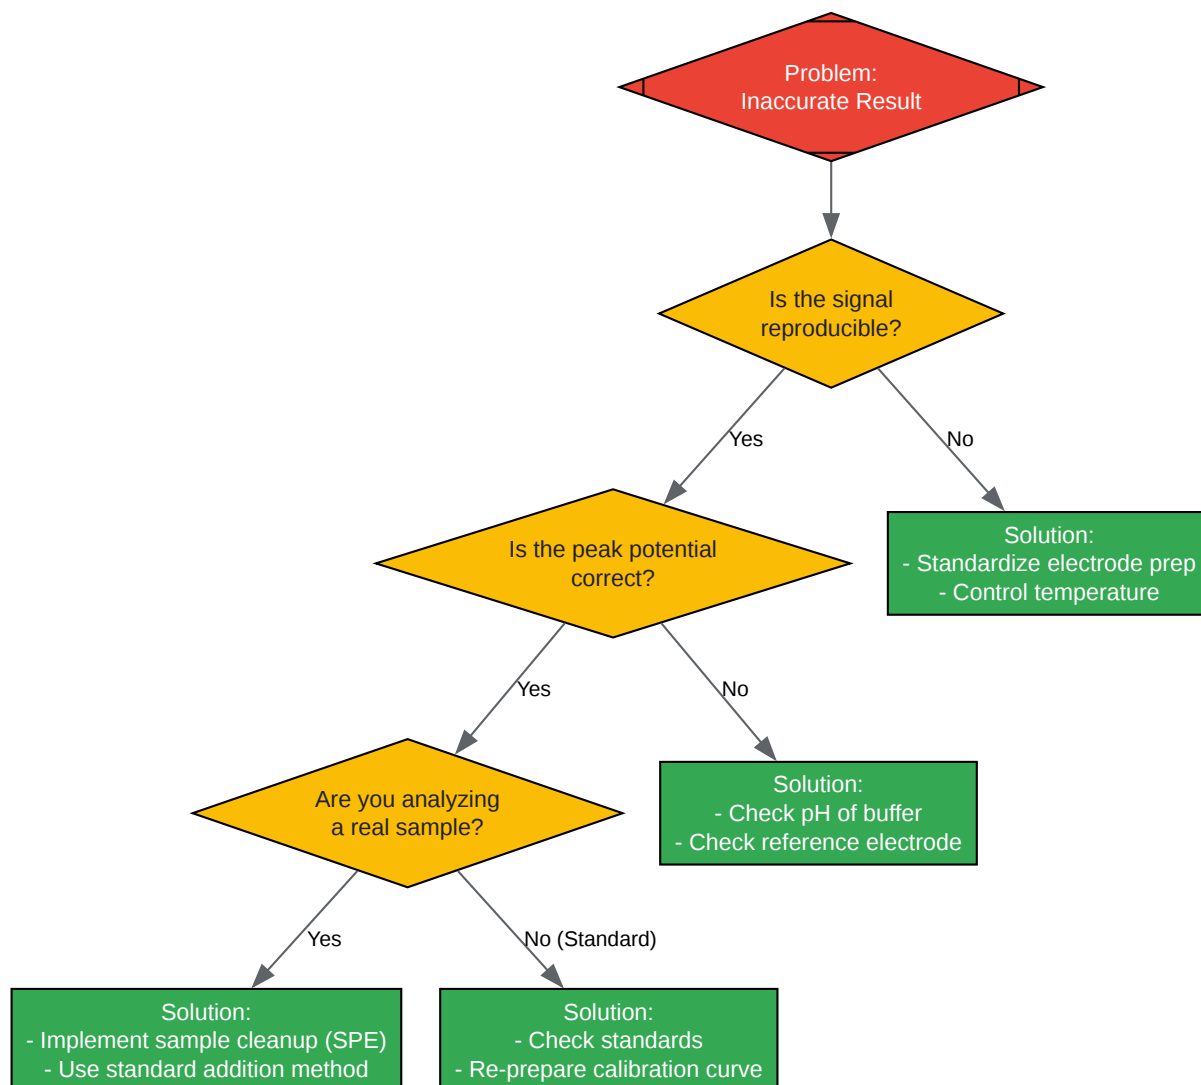 Problem:
Inaccurate Result
Is the signal
reproducible?
Yes
No
Is the peak potential
correct?
Solution:
- Standardize electrode prep
- Control temperature
Yes
No
Are you analyzing
a real sample?
Solution:
- Check pH of buffer
- Check reference electrode
Yes
No (Standard)
Solution:
- Implement sample cleanup (SPE)
- Use standard addition method
Solution:
- Check standards
- Re-prepare calibration curve